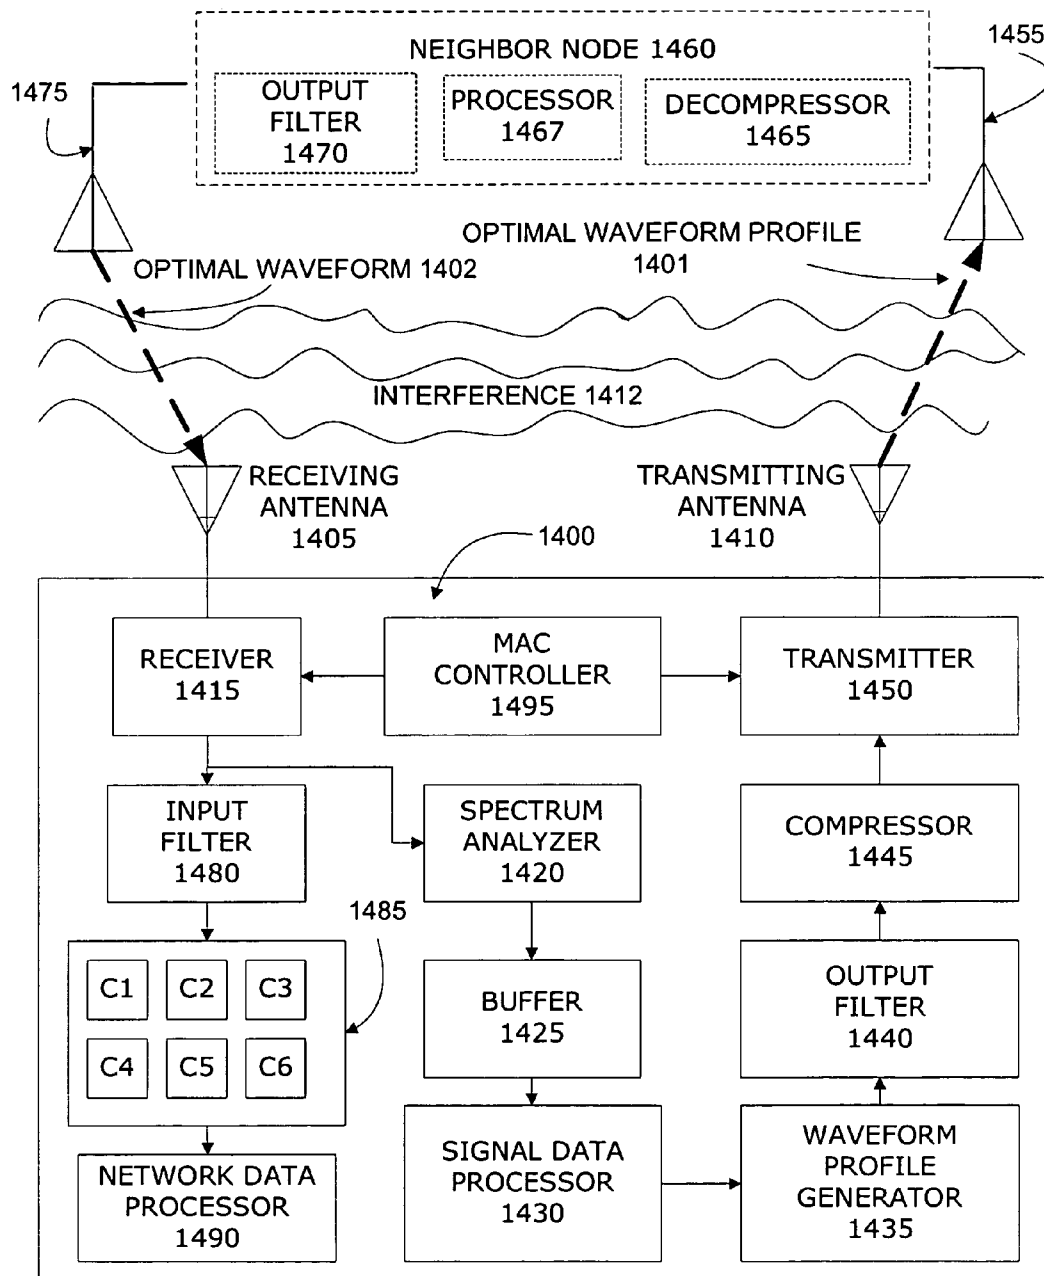 NEIGHBOR NODE 1460
1455
1475
OUTPUT
FILTER
1470
PROCESSOR
1467
DECOMPRESSOR
1465
OPTIMAL WAVEFORM PROFILE
1401
OPTIMAL WAVEFORM 1402
INTERFERENCE 1412
RECEIVING
ANTENNA
1405
TRANSMITTING
ANTENNA
1410
1400
RECEIVER
1415
MAC
CONTROLLER
1495
TRANSMITTER
1450
INPUT
FILTER
1480
SPECTRUM
ANALYZER
1420
COMPRESSOR
1445
1485
C1 C2 C3
C4 C5 C6
BUFFER
1425
OUTPUT
FILTER
1440
NETWORK DATA
PROCESSOR
1490
SIGNAL DATA
PROCESSOR
1430
WAVEFORM
PROFILE
GENERATOR
1435